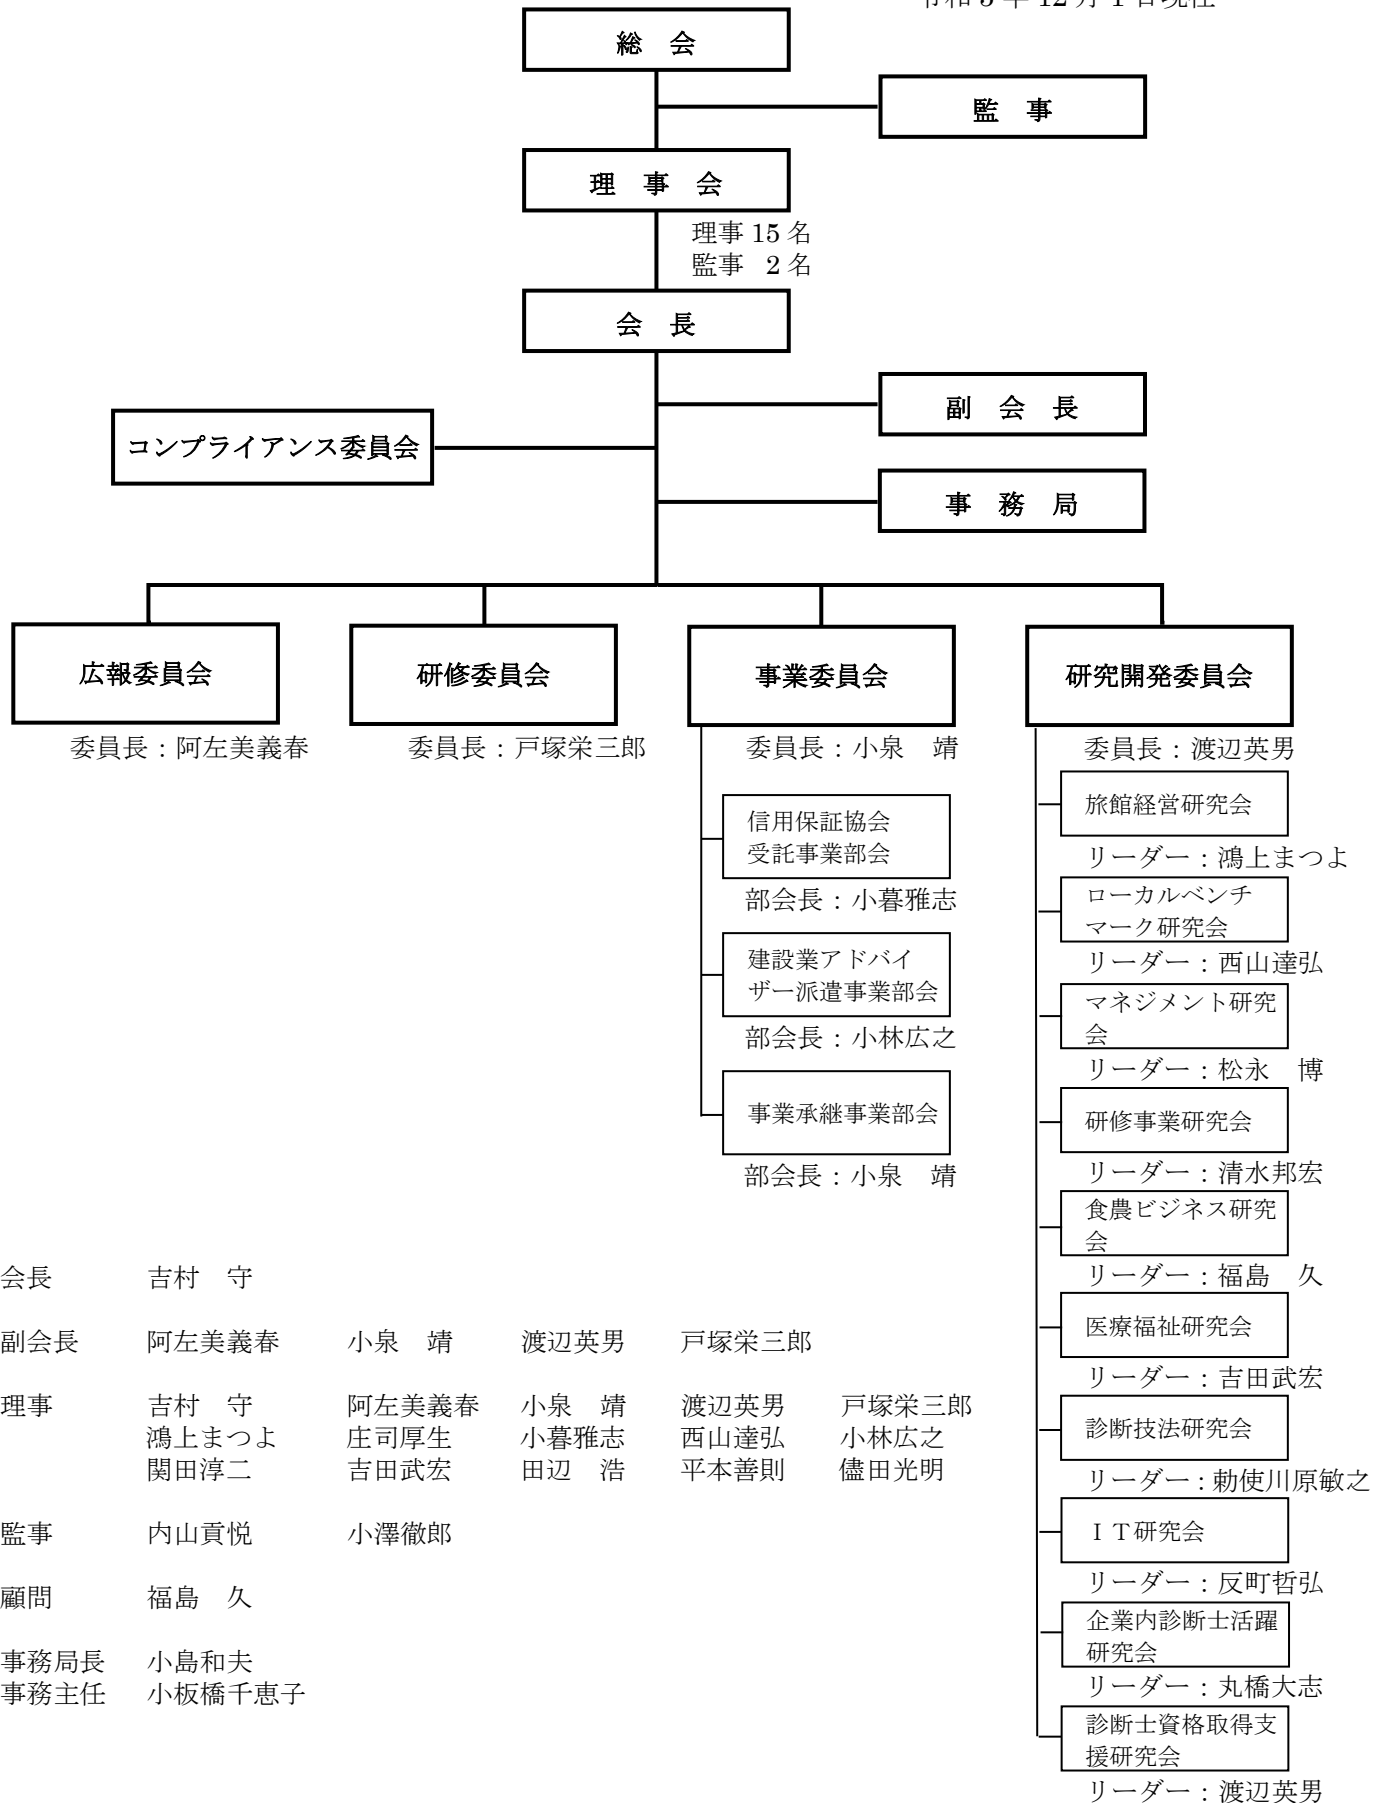 総　会
監　事
理　事　会
理事 15 名
監事　2 名
会　長
副　会　長
コンプライアンス委員会
事　務　局
広報委員会
委員長：阿左美義春
研修委員会
委員長：戸塚栄三郎
事業委員会
委員長：小泉　靖
信用保証協会
受託事業部会
部会長：小暮雅志
建設業アドバイ
ザー派遣事業部会
部会長：小林広之
事業承継事業部会
部会長：小泉　靖
研究開発委員会
委員長：渡辺英男
旅館経営研究会
リーダー：鴻上まつよ
ローカルベンチ
マーク研究会
リーダー：西山達弘
マネジメント研究
会
リーダー：松永　博
研修事業研究会
リーダー：清水邦宏
食農ビジネス研究
会
リーダー：福島　久
医療福祉研究会
リーダー：吉田武宏
診断技法研究会
リーダー：勅使川原敏之
ＩＴ研究会
リーダー：反町哲弘
企業内診断士活躍
研究会
リーダー：丸橋大志
診断士資格取得支
援研究会
リーダー：渡辺英男
会長　吉村　守
副会長　阿左美義春　小泉　靖　渡辺英男　戸塚栄三郎
理事　吉村　守　阿左美義春　小泉　靖　渡辺英男　戸塚栄三郎
鴻上まつよ　庄司厚生　小暮雅志　西山達弘　小林広之
関田淳二　吉田武宏　田辺　浩　平本善則　儘田光明
監事　内山貢悦　小澤徹郎
顧問　福島　久
事務局長　小島和夫
事務主任　小板橋千恵子